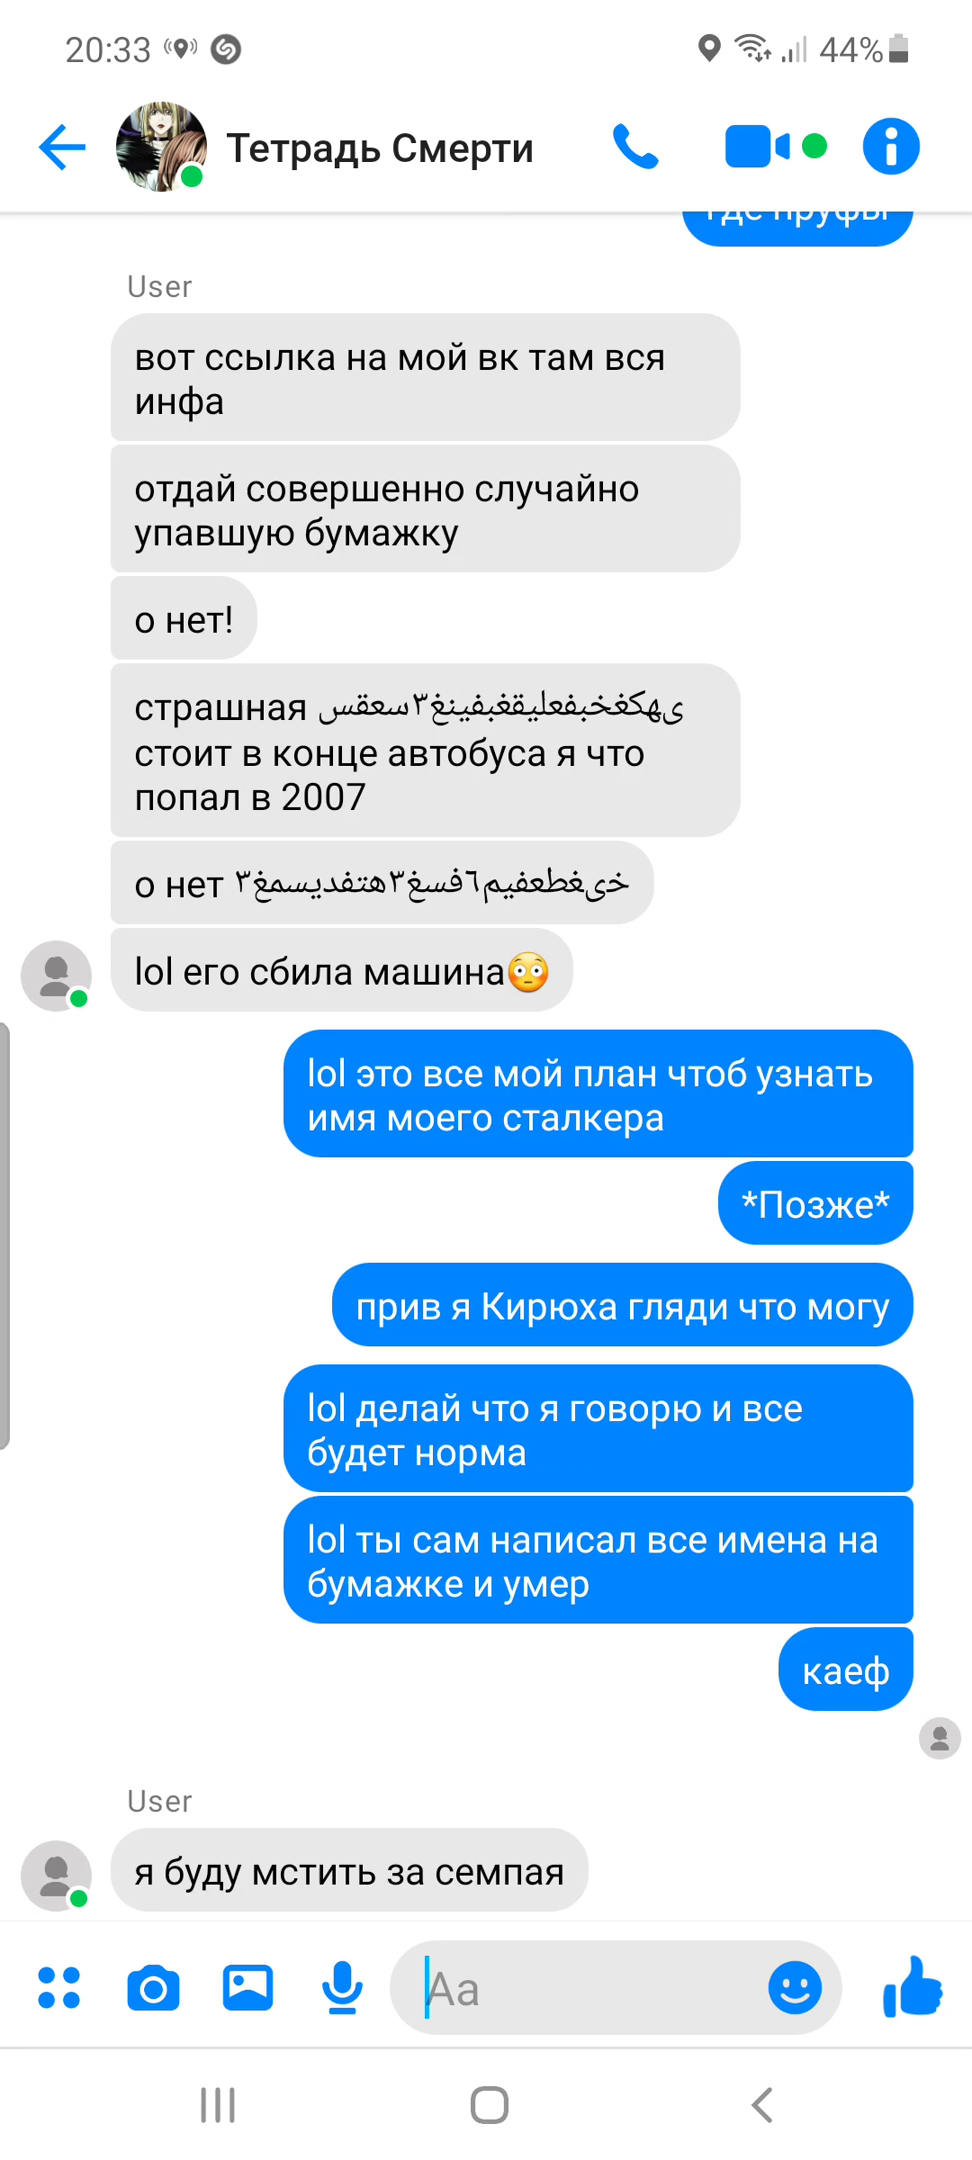 20:33
44%
Тетрадь Смерти
где пруфы
User
вот ссылка на мой вк там вся
инфа
отдай совершенно случайно
упавшую бумажку
о нет!
страшная یهکغخبفعلیقغبفینغ۳سعقس
стоит в конце автобуса я что
попал в 2007
о нет خیغطعفیم٦فسغ۳هتفدیسمغ۳
lol его сбила машина😳
lol это все мой план чтоб узнать
имя моего сталкера
*Позже*
прив я Кирюха гляди что могу
lol делай что я говорю и все
будет норма
lol ты сам написал все имена на
бумажке и умер
каеф
User
я буду мстить за семпая
Aa